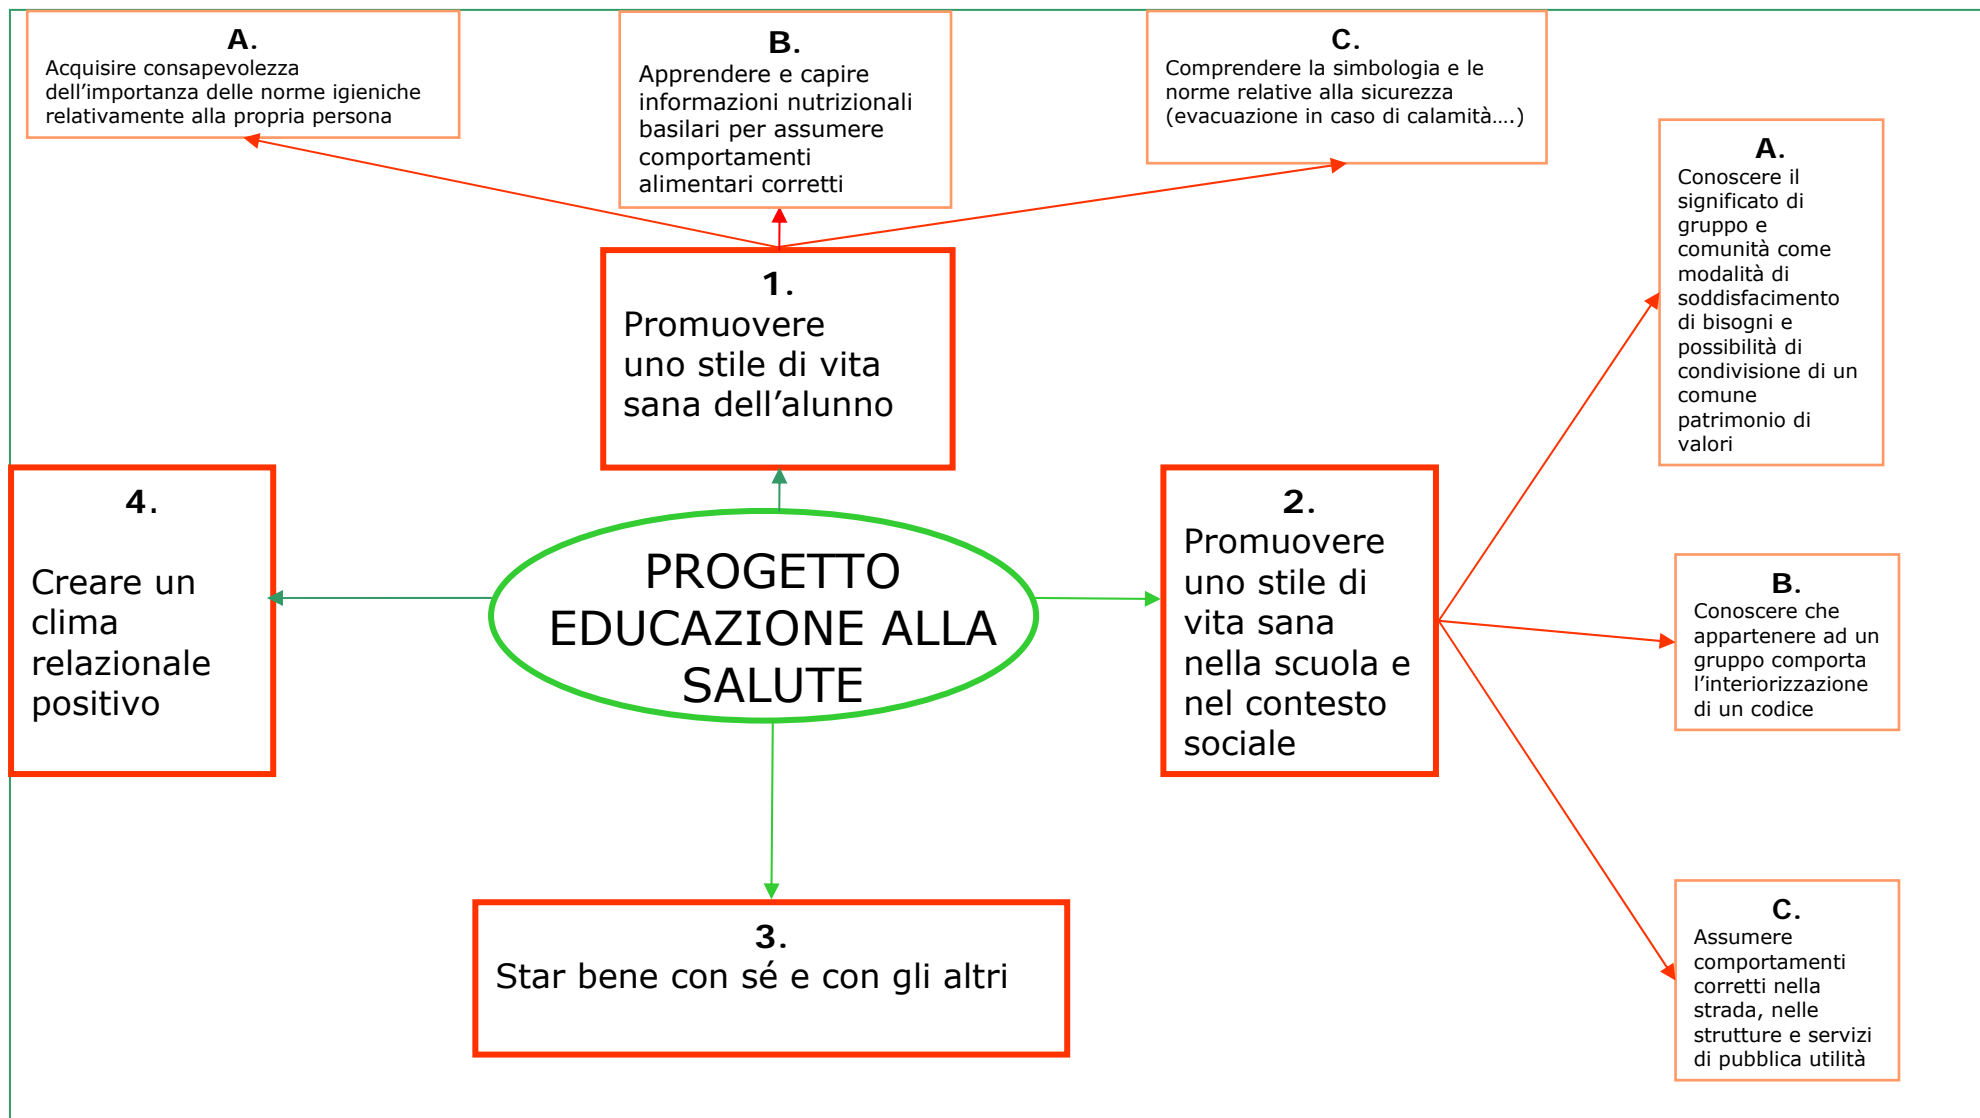 A.
Acquisire consapevolezza
dell’importanza delle norme igieniche
relativamente alla propria persona
B.
Apprendere e capire
informazioni nutrizionali
basilari per assumere
comportamenti
alimentari corretti
C.
Comprendere la simbologia e le
norme relative alla sicurezza
(evacuazione in caso di calamità….)
1.
Promuovere
uno stile di vita
sana dell’alunno
A.
Conoscere il
significato di
gruppo e
comunità come
modalità di
soddisfacimento
di bisogni e
possibilità di
condivisione di un
comune
patrimonio di
valori
4.
Creare un
clima
relazionale
positivo
PROGETTO
EDUCAZIONE ALLA
SALUTE
2.
Promuovere
uno stile di
vita sana
nella scuola e
nel contesto
sociale
B.
Conoscere che
appartenere ad un
gruppo comporta
l’interiorizzazione
di un codice
3.
Star bene con sé e con gli altri
C.
Assumere
comportamenti
corretti nella
strada, nelle
strutture e servizi
di pubblica utilità